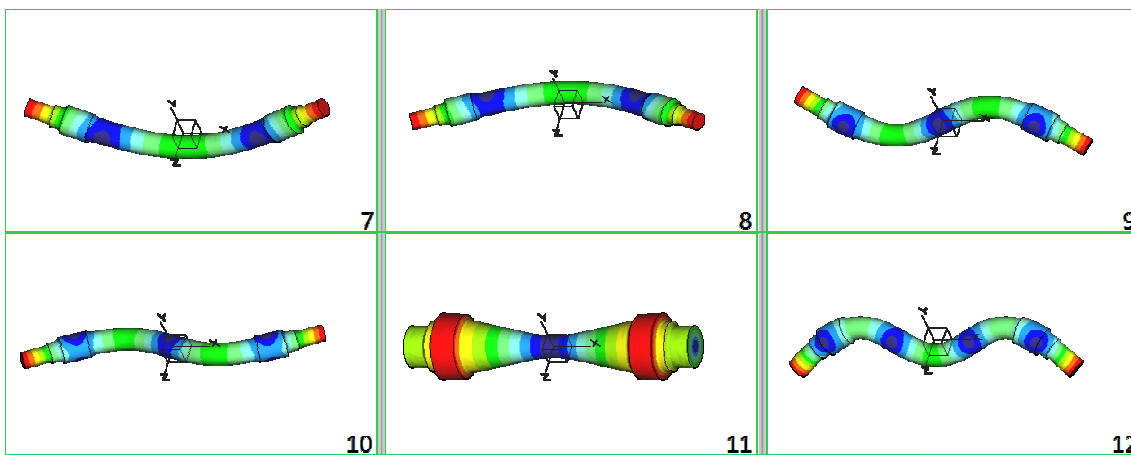 Y X Z 7
Y X Z 8
Y X Z 9
Y X Z 10
Y X Z 11
Y X Z 12